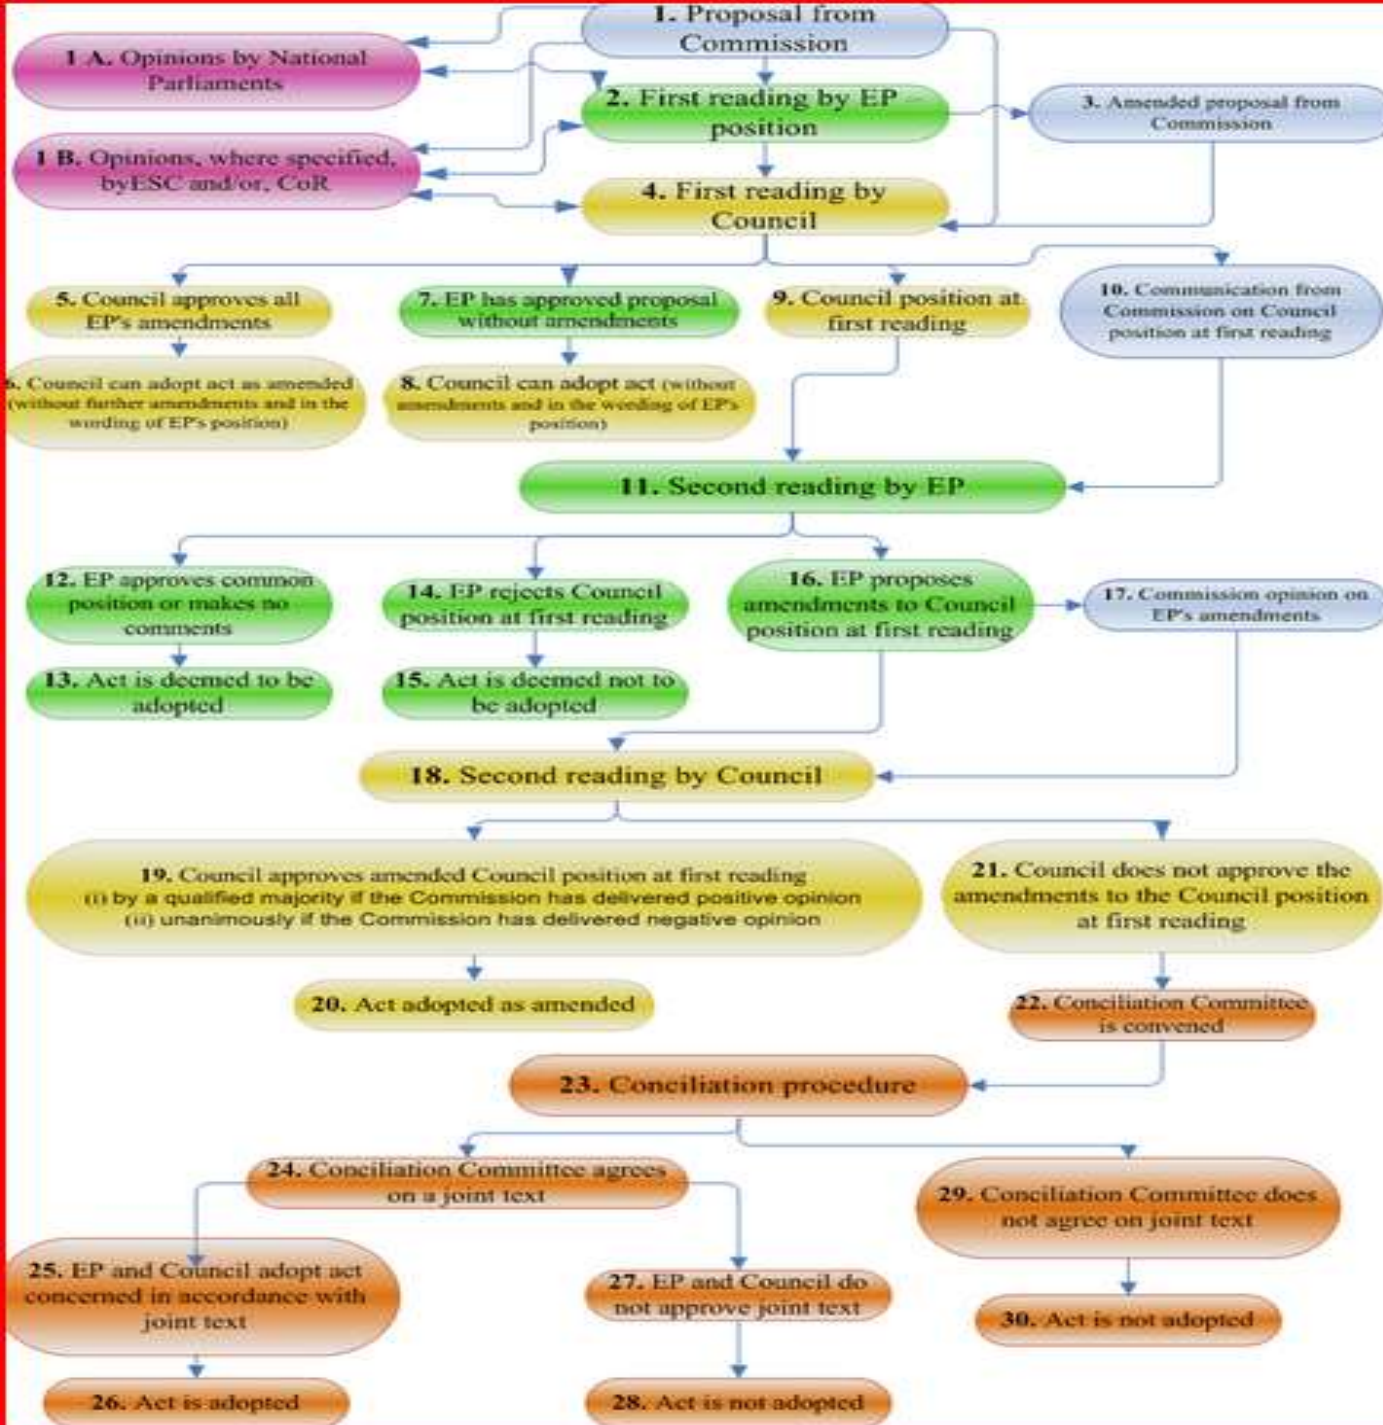 1. Proposal from
Commission
1 A. Opinions by National
Parliaments
2. First reading by EP
position
3. Amended proposal from
Commission
1 B. Opinions, where specified,
byESC and/or, CoR
4. First reading by
Council
5. Council approves all
EP's amendments
7. EP has approved proposal
without amendments
9. Council position at
first reading
10. Communication from
Commission on Council
position at first reading
6. Council can adopt act as amended
(without further amendments and in the
wording of EP's position)
8. Council can adopt act (without
amendments and in the wording of EP's
position)
11. Second reading by EP
12. EP approves common
position or makes no
comments
14. EP rejects Council
position at first reading
16. EP proposes
amendments to Council
position at first reading
17. Commission opinion on
EP's amendments
13. Act is deemed to be
adopted
15. Act is deemed not to
be adopted
18. Second reading by Council
19. Council approves amended Council position at first reading
(i) by a qualified majority if the Commission has delivered positive opinion
(ii) unanimously if the Commission has delivered negative opinion
21. Council does not approve the
amendments to the Council position
at first reading
20. Act adopted as amended
22. Conciliation Committee
is convened
23. Conciliation procedure
24. Conciliation Committee agrees
on a joint text
29. Conciliation Committee does
not agree on joint text
25. EP and Council adopt act
concerned in accordance with
joint text
27. EP and Council do
not approve joint text
30. Act is not adopted
26. Act is adopted
28. Act is not adopted